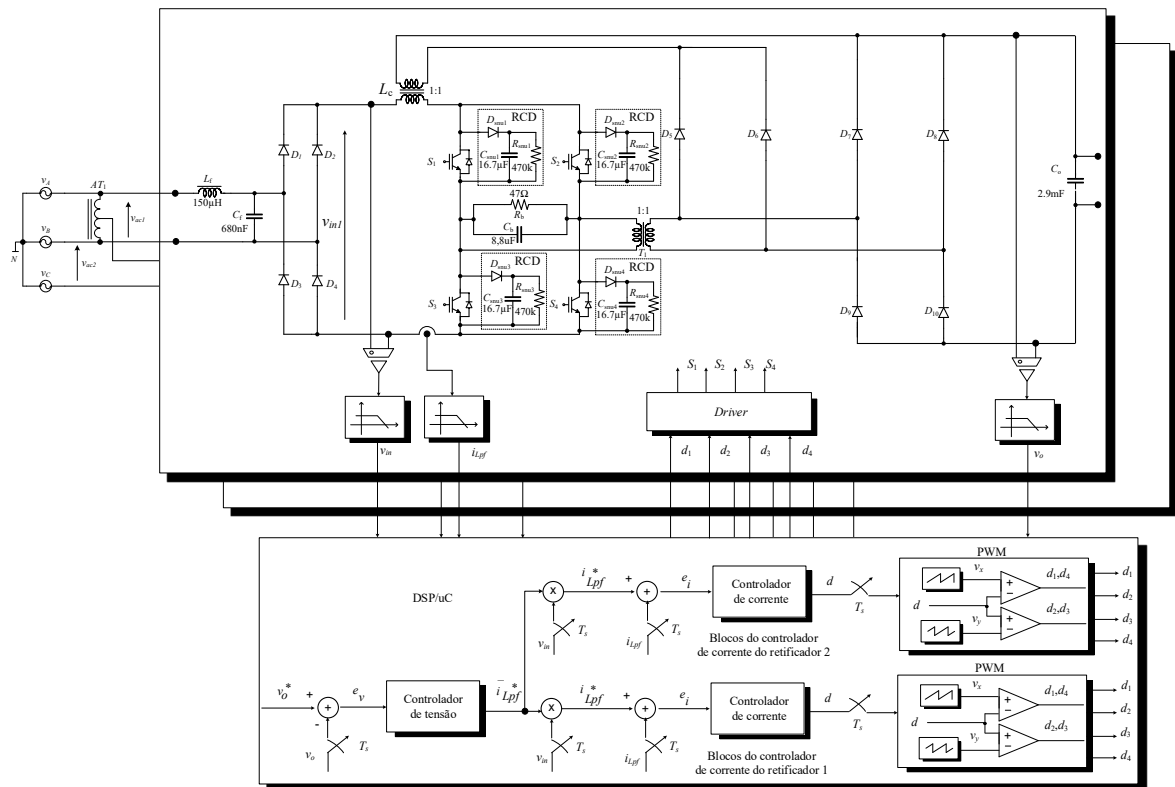 L_c
1:1
D_snu1
RCD
R_snu1
C_snu1
16.7µF
470k
S_1
D_snu2
RCD
R_snu2
C_snu2
16.7µF
470k
S_2
D_5
D_6
D_7
D_8
C_o
2.9mF
v_A
AT_1
v_ac1
L_f
150µH
C_f
680nF
D_1
D_2
v_in1
47Ω
R_b
C_b
8,8uF
1:1
T_1
v_B
N
v_ac2
v_C
D_3
D_4
D_snu3
RCD
R_snu3
C_snu3
16.7µF
470k
S_3
D_snu4
RCD
R_snu4
C_snu4
16.7µF
470k
S_4
D_9
D_10
S_1
S_2
S_3
S_4
Driver
v_in
i_Lpf
d_1
d_2
d_3
d_4
v_o
DSP/uC
i_Lpf^*
+
e_i
Controlador
de corrente
d
T_s
PWM
v_x
d_1,d_4
d
v_y
d_2,d_3
d_1
d_2
d_3
d_4
x
+
v_in
T_s
i_Lpf
T_s
Blocos do controlador
de corrente do retificador 2
v_o^*
+
-
+
e_v
Controlador
de tensão
i_Lpf^*
v_o
T_s
x
i_Lpf^*
+
+
e_i
Controlador
de corrente
d
T_s
PWM
v_x
d_1,d_4
d
v_y
d_2,d_3
d_1
d_2
d_3
d_4
v_in
T_s
i_Lpf
T_s
Blocos do controlador
de corrente do retificador 1